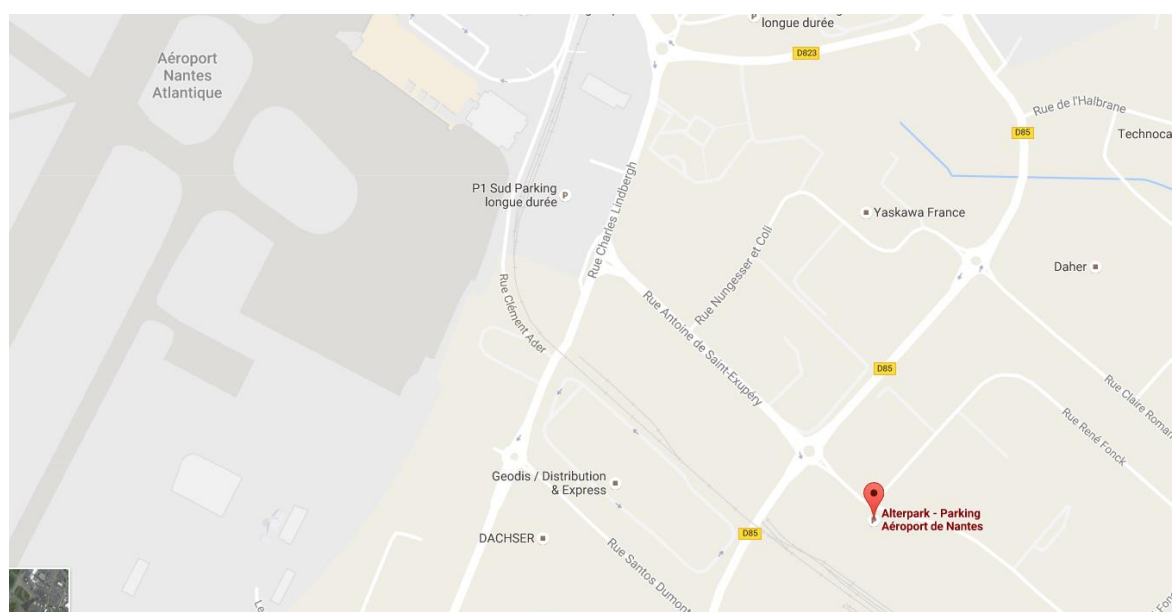 longue durée
D823
Aéroport
Nantes
Atlantique
Rue de l'Halbrane
D85
Technoca
P1 Sud Parking
longue durée
P
Rue Charles Lindbergh
Yaskawa France
Rue Nungesser et Coli
Daher
Rue Clément Ader
Rue Antoine de Saint-Exupéry
D85
Rue Claire Roman
Rue René Fonck
Geodis / Distribution
& Express
Alterpark - Parking
Aéroport de Nantes
D85
DACHSER
Rue Santos Dumont
Le